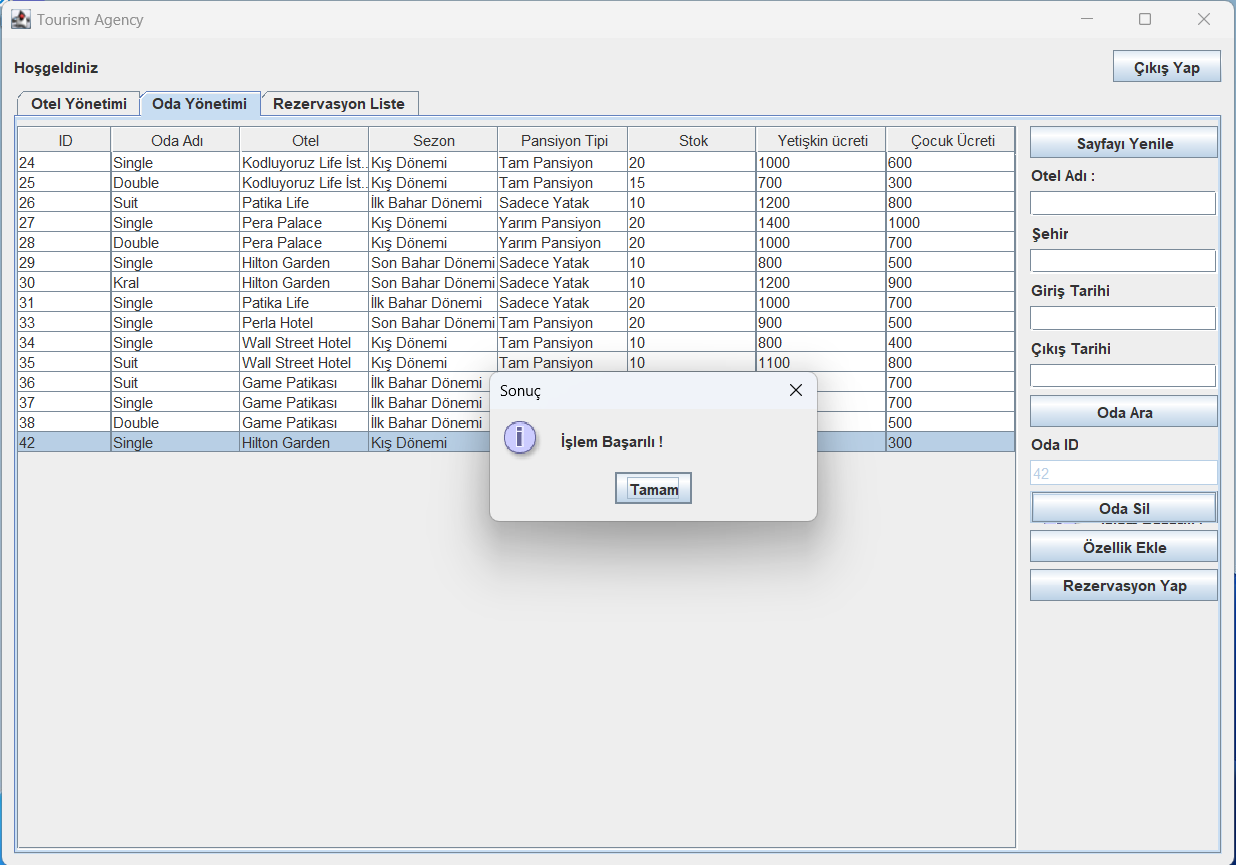 Tourism Agency
Hoşgeldiniz
Çıkış Yap
Otel Yönetimi Oda Yönetimi Rezervasyon Liste
ID Oda Adı Otel Sezon Pansiyon Tipi Stok Yetişkin ücreti Çocuk Ücreti
24 Single Kodluyoruz Life İst... Kış Dönemi Tam Pansiyon 20 1000 600
25 Double Kodluyoruz Life İst... Kış Dönemi Tam Pansiyon 15 700 300
26 Suit Patika Life İlk Bahar Dönemi Sadece Yatak 10 1200 800
27 Single Pera Palace Kış Dönemi Yarım Pansiyon 20 1400 1000
28 Double Pera Palace Kış Dönemi Yarım Pansiyon 20 1000 700
29 Single Hilton Garden Son Bahar Dönemi Sadece Yatak 10 800 500
30 Kral Hilton Garden Son Bahar Dönemi Sadece Yatak 10 1200 900
31 Single Patika Life İlk Bahar Dönemi Sadece Yatak 20 1000 700
33 Single Perla Hotel Son Bahar Dönemi Tam Pansiyon 20 900 500
34 Single Wall Street Hotel Kış Dönemi Tam Pansiyon 10 800 400
35 Suit Wall Street Hotel Kış Dönemi Tam Pansiyon 10 1100 800
36 Suit Game Patikası İlk Bahar Dönemi 700
37 Single Game Patikası İlk Bahar Dönemi 700
38 Double Game Patikası İlk Bahar Dönemi 500
42 Single Hilton Garden Kış Dönemi 300
Sonuç
İşlem Başarılı !
Tamam
Sayfayı Yenile
Otel Adı :
Şehir
Giriş Tarihi
Çıkış Tarihi
Oda Ara
Oda ID
42
Oda Sil
Özellik Ekle
Rezervasyon Yap